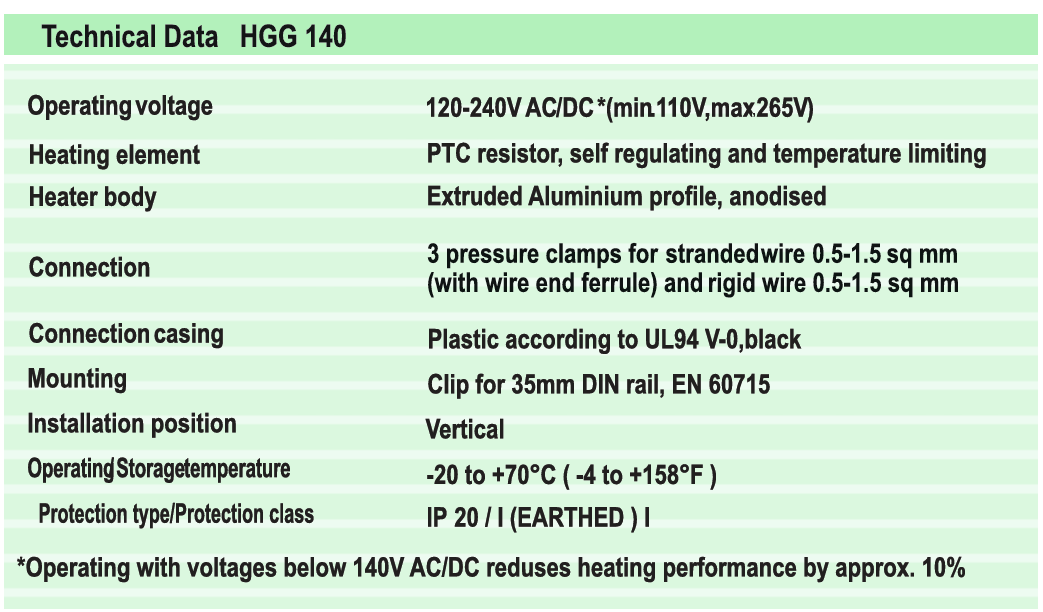 Technical Data HGG 140
Operating voltage 120-240V AC/DC *(min.110V,max.265V)
Heating element PTC resistor, self regulating and temperature limiting
Heater body Extruded Aluminium profile, anodised
Connection 3 pressure clamps for stranded wire 0.5-1.5 sq mm
(with wire end ferrule) and rigid wire 0.5-1.5 sq mm
Connection casing Plastic according to UL94 V-0,black
Mounting Clip for 35mm DIN rail, EN 60715
Installation position Vertical
Operating/Storage temperature -20 to +70°C ( -4 to +158°F )
Protection type/Protection class IP 20 / I (EARTHED ) I
*Operating with voltages below 140V AC/DC reduses heating performance by approx. 10%